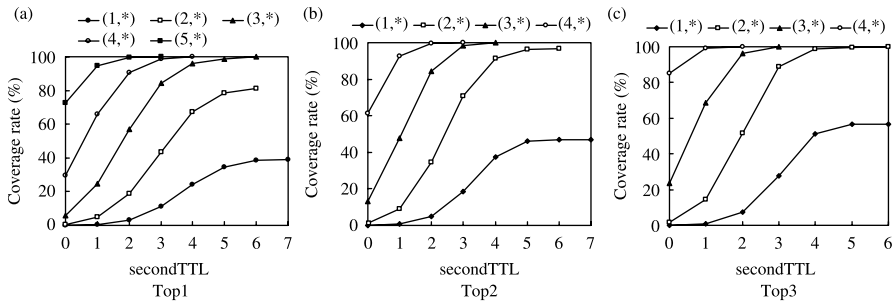 (a)
(1,*) (2,*) (3,*)
(4,*) (5,*)
Coverage rate (%)
100
80
60
40
20
0
0 1 2 3 4 5 6 7
secondTTL
Top1
(b)
(1,*) (2,*) (3,*) (4,*)
Coverage rate (%)
100
80
60
40
20
0
0 1 2 3 4 5 6 7
secondTTL
Top2
(c)
(1,*) (2,*) (3,*) (4,*)
Coverage rate (%)
100
80
60
40
20
0
0 1 2 3 4 5 6
secondTTL
Top3